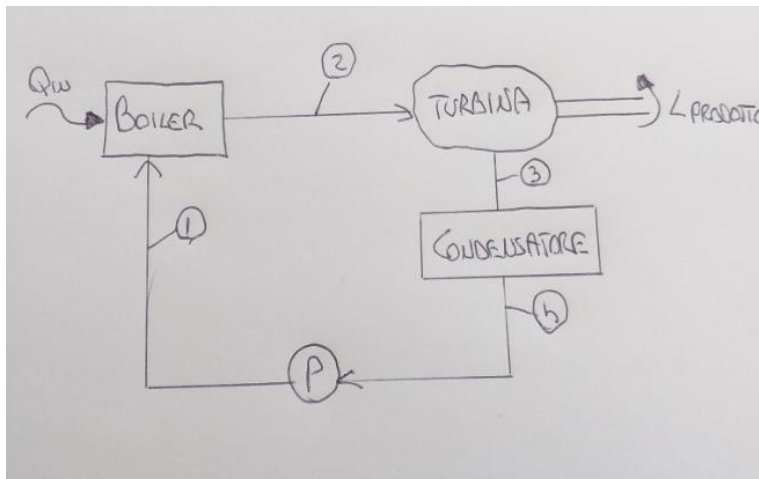 Qin
2
BOILER
TURBINA
L PRODOTTO
3
1
CONDENSATORE
4
P